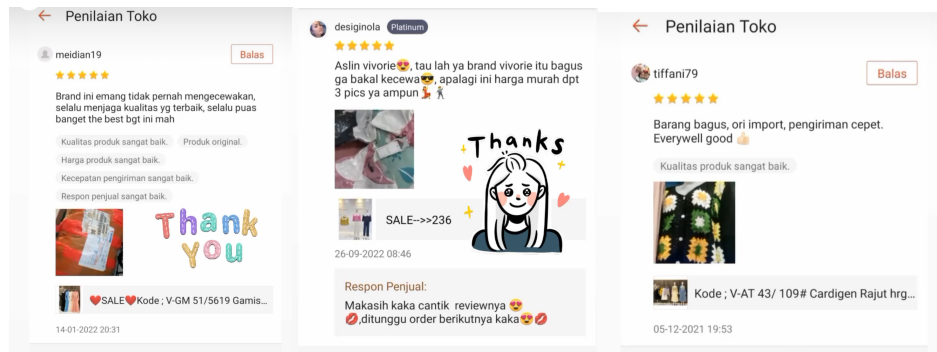 ← Penilaian Toko
meidian19
Balas
Brand ini emang tidak pernah mengecewakan,
selalu menjaga kualitas yg terbaik, selalu puas
banget the best bgt ini mah
Kualitas produk sangat baik.
Produk original.
Harga produk sangat baik.
Kecepatan pengiriman sangat baik.
Respon penjual sangat baik.
Thank
You
❤️SALE❤️Kode ; V-GM 51/5619 Gamis...
14-01-2022 20:31
desiginola
Platinum
Aslin vivorie😍, tau lah ya brand vivorie itu bagus
ga bakal kecewa😎, apalagi ini harga murah dpt
3 pics ya ampun💃🕺
Thanks
SALE-->>236
26-09-2022 08:46
Respon Penjual:
Makasih kaka cantik reviewnya 😍
💋,ditunggu order berikutnya kaka😍💋
← Penilaian Toko
tiffani79
Balas
Barang bagus, ori import, pengiriman cepet.
Everywell good 👍🏻
Kualitas produk sangat baik.
Kode ; V-AT 43/ 109# Cardigen Rajut hrg...
05-12-2021 19:53